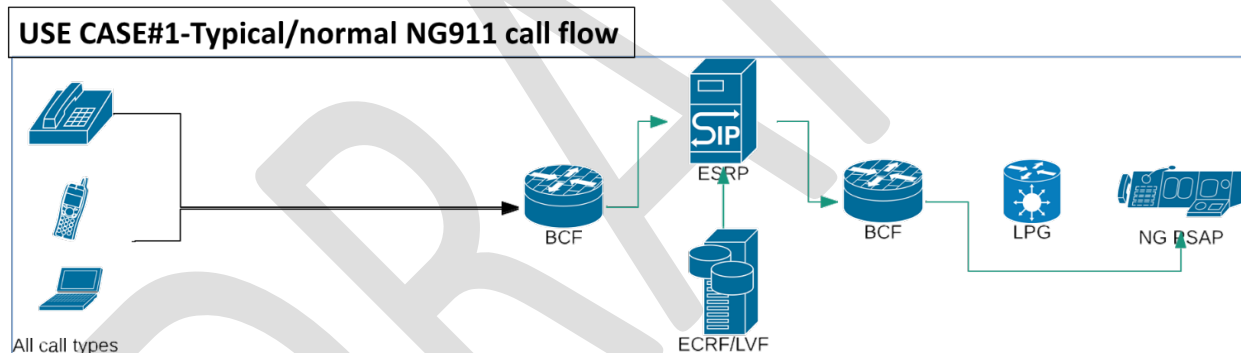 USE CASE#1-Typical/normal NG911 call flow
SIP
ESRP
BCF
BCF
LPG
NG PSAP
ECRF/LVF
All call types
DRAFT